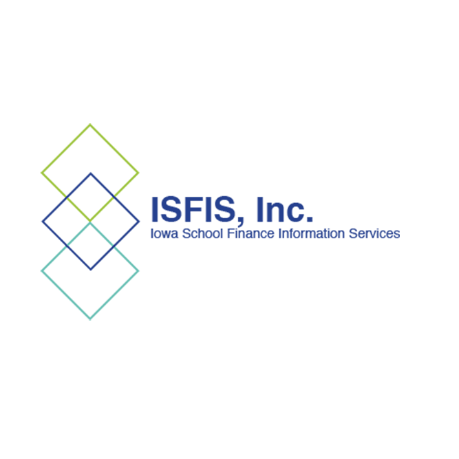 ISFIS, Inc.
Iowa School Finance Information Services